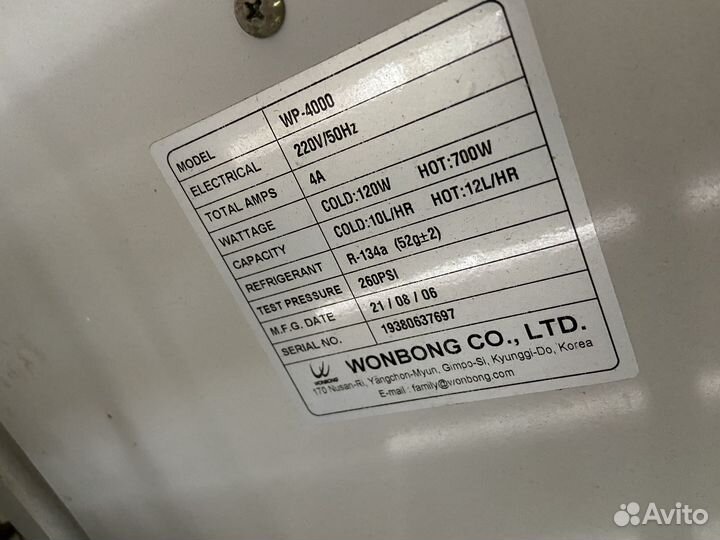 MODEL WP-4000
ELECTRICAL 220V/50Hz
TOTAL AMPS 4A
WATTAGE COLD:120W HOT:700W
CAPACITY COLD:10L/HR HOT:12L/HR
REFRIGERANT R-134a (52g±2)
TEST PRESSURE 260PSI
M.F.G. DATE 21 / 08 / 06
SERIAL NO. 19380637697
WONBONG WONBONG CO., LTD.
170 Nusan-Ri, Yangchon-Myun, Gimpo-Si, Kyunggi-Do, Korea
E-mail : family@wonbong.com
Avito